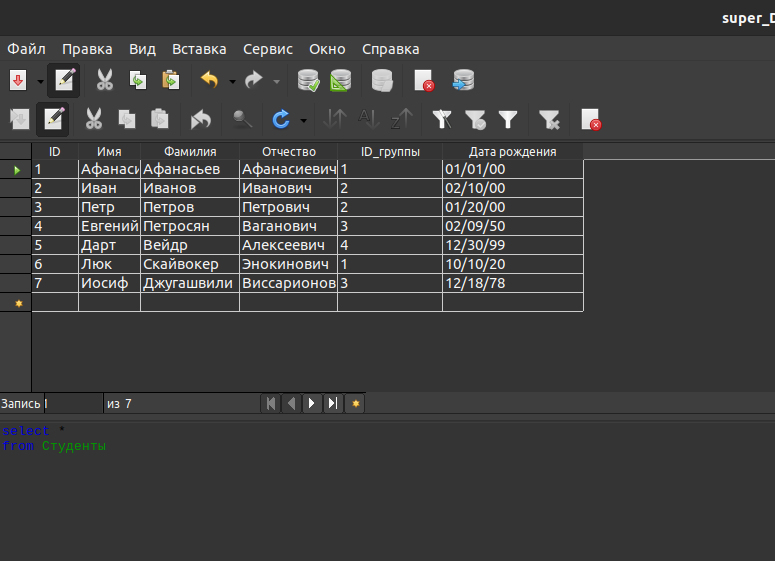 super_D
Файл Правка Вид Вставка Сервис Окно Справка
ID Имя Фамилия Отчество ID_группы Дата рождения
1 Афанаси Афанасьев Афанасиевич 1 01/01/00
2 Иван Иванов Иванович 2 02/10/00
3 Петр Петров Петрович 2 01/20/00
4 Евгений Петросян Ваганович 3 02/09/50
5 Дарт Вейдр Алексеевич 4 12/30/99
6 Люк Скайвокер Энокинович 1 10/10/20
7 Иосиф Джугашвили Виссарионов 3 12/18/78
Запись 1 из 7
select *
from Студенты